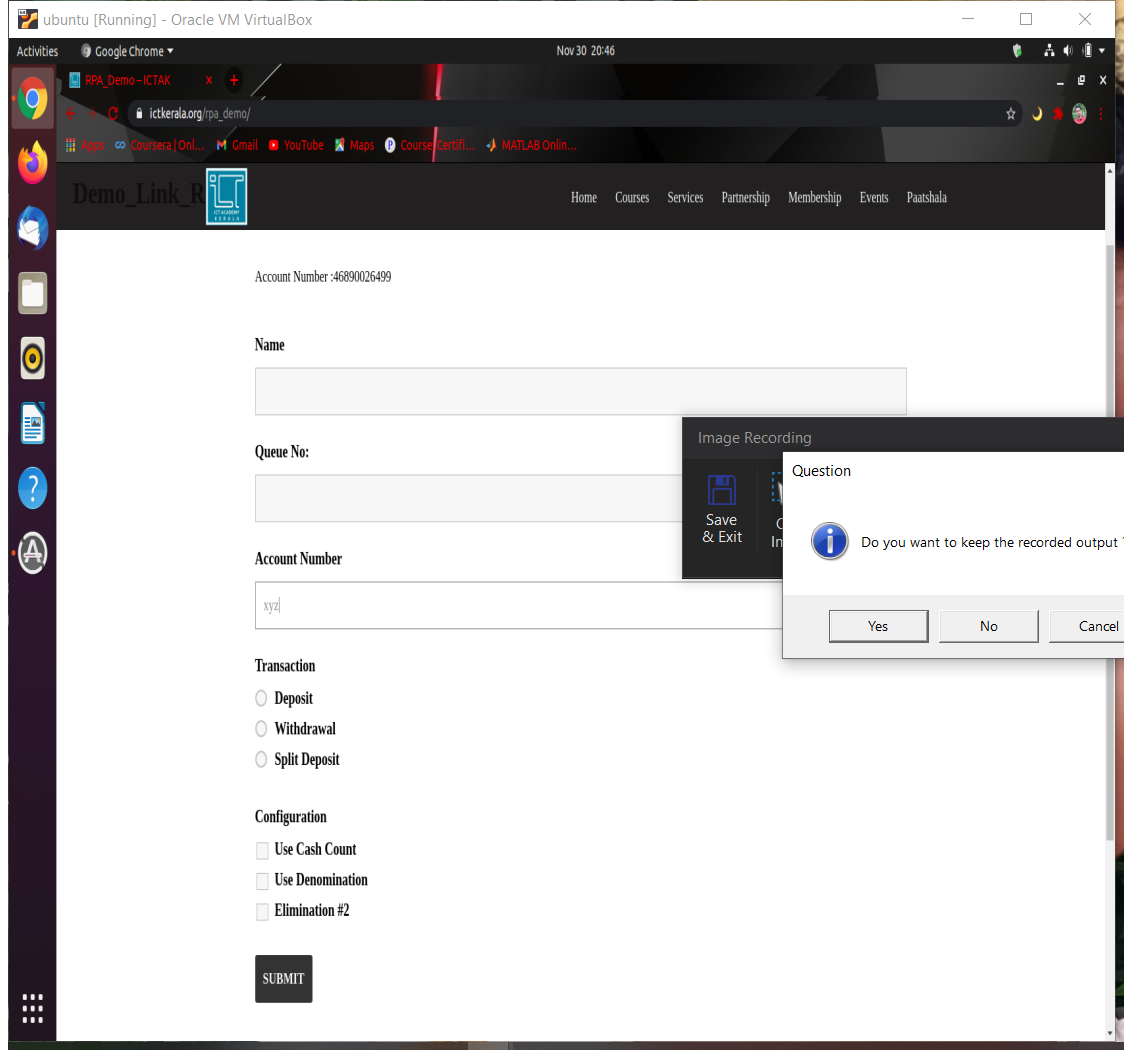 ubuntu [Running] - Oracle VM VirtualBox
Activities Google Chrome Nov 30 20:46
RPA_Demo – ICTAK
ictkerala.org/rpa_demo/
Apps Coursera | Onl... Gmail YouTube Maps Course Certifi... MATLAB Onlin...
Demo_Link_R
ICT ACADEMY
KERALA
Home Courses Services Partnership Membership Events Paatshala
Account Number :46890026499
Name
Queue No:
Account Number
xyz
Transaction
Deposit
Withdrawal
Split Deposit
Configuration
Use Cash Count
Use Denomination
Elimination #2
SUBMIT
Image Recording
Save
& Exit
Question
Do you want to keep the recorded output
Yes No Cancel